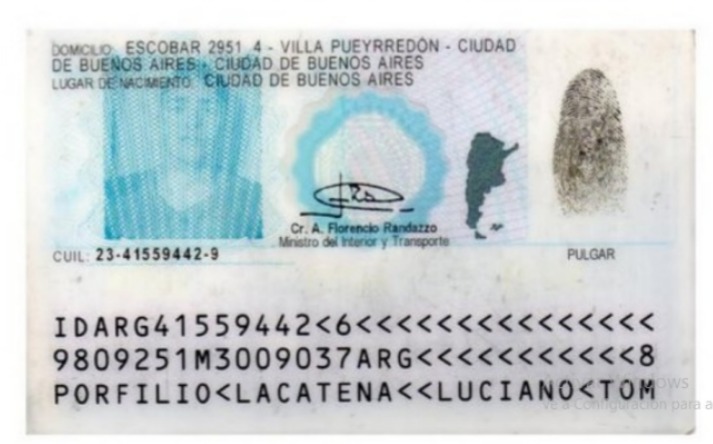 DOMICILIO: ESCOBAR 2951 4 - VILLA PUEYRREDÓN - CIUDAD
DE BUENOS AIRES - CIUDAD DE BUENOS AIRES
LUGAR DE NACIMIENTO: CIUDAD DE BUENOS AIRES
Cr. A. Florencio Randazzo
Ministro del Interior y Transporte
CUIL: 23-41559442-9
PULGAR
IDARG41559442<6<<<<<<<<<<<<<<<
9809251M3009037ARG<<<<<<<<<<<8
PORFILIO<LACATENA<<LUCIANO<TOM
Ve a Configuración para a